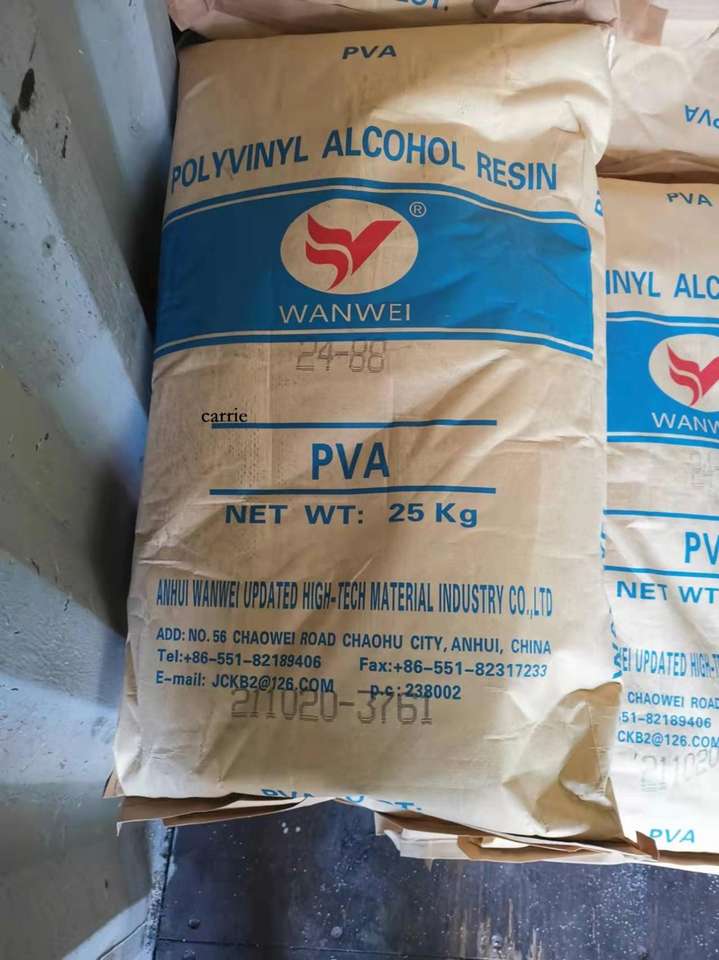 PVA
POLYVINYL ALCOHOL RESIN
®
WANWEI
24-88
carrie
PVA
NET WT: 25 Kg
ANHUI WANWEI UPDATED HIGH-TECH MATERIAL INDUSTRY CO.,LTD
ADD: NO.56 CHAOWEI ROAD CHAOHU CITY, ANHUI, CHINA
Tel:+86-551-82189406 Fax:+86-551-82317233
E-mail: JCKB2@126.COM p.c:238002
211020-3761
PVA
PVA
INYL ALC
WANWE
PV
NET WT
EI UPDATED HIGH-T
CHAOWEI ROAD
51-82189406
CKB2@126.COM
PVA